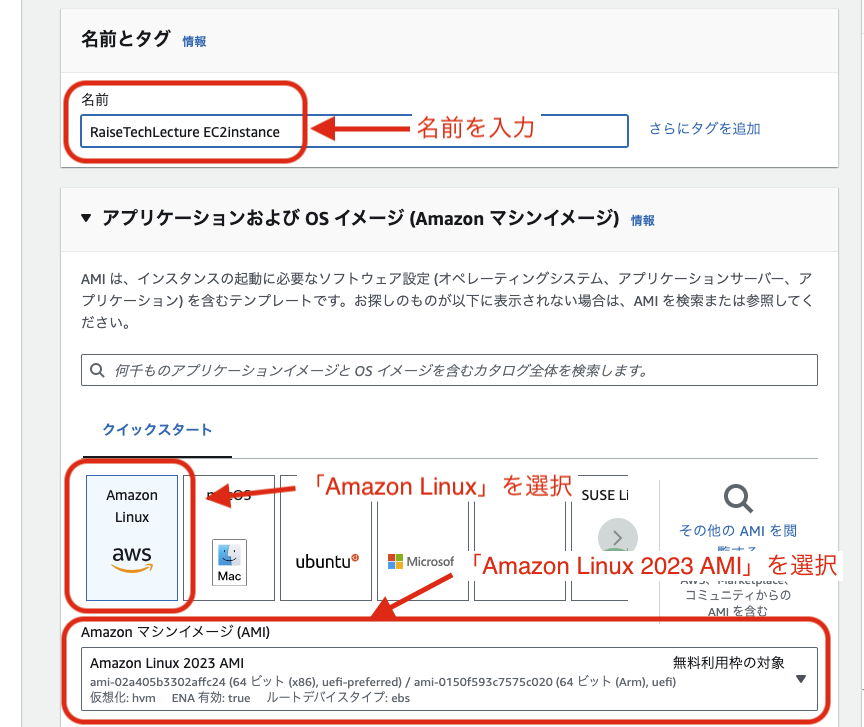 名前とタグ 情報
名前
RaiseTechLecture EC2instance
名前を入力
さらにタグを追加
▼ アプリケーションおよび OS イメージ (Amazon マシンイメージ) 情報
AMI は、インスタンスの起動に必要なソフトウェア設定 (オペレーティングシステム、アプリケーションサーバー、ア
プリケーション) を含むテンプレートです。お探しのものが以下に表示されない場合は、AMI を検索または参照してく
ださい。
何千ものアプリケーションイメージと OS イメージを含むカタログ全体を検索します。
クイックスタート
「Amazon Linux」を選択
Amazon
Linux
aws
macOS
Mac
ubuntu
Microsof
SUSE Li
その他の AMI を閲
「Amazon Linux 2023 AMI」を選択
コミュニティからの
AMI を含む
Amazon マシンイメージ (AMI)
Amazon Linux 2023 AMI
無料利用枠の対象
ami-02a405b3302affc24 (64 ビット (x86), uefi-preferred) / ami-0150f593c7575c020 (64 ビット (Arm), uefi)
仮想化: hvm ENA 有効: true ルートデバイスタイプ: ebs